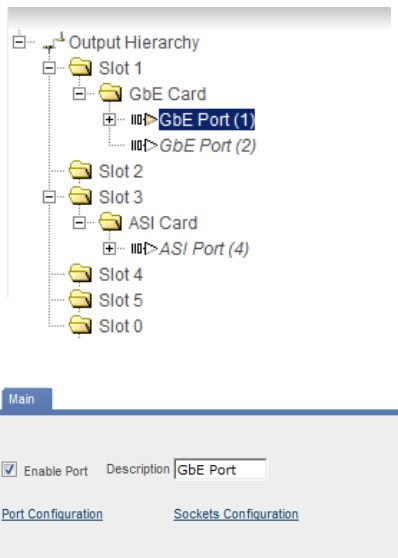 Output Hierarchy
Slot 1
GbE Card
GbE Port (1)
GbE Port (2)
Slot 2
Slot 3
ASI Card
ASI Port (4)
Slot 4
Slot 5
Slot 0
Main
Enable Port Description GbE Port
Port Configuration Sockets Configuration